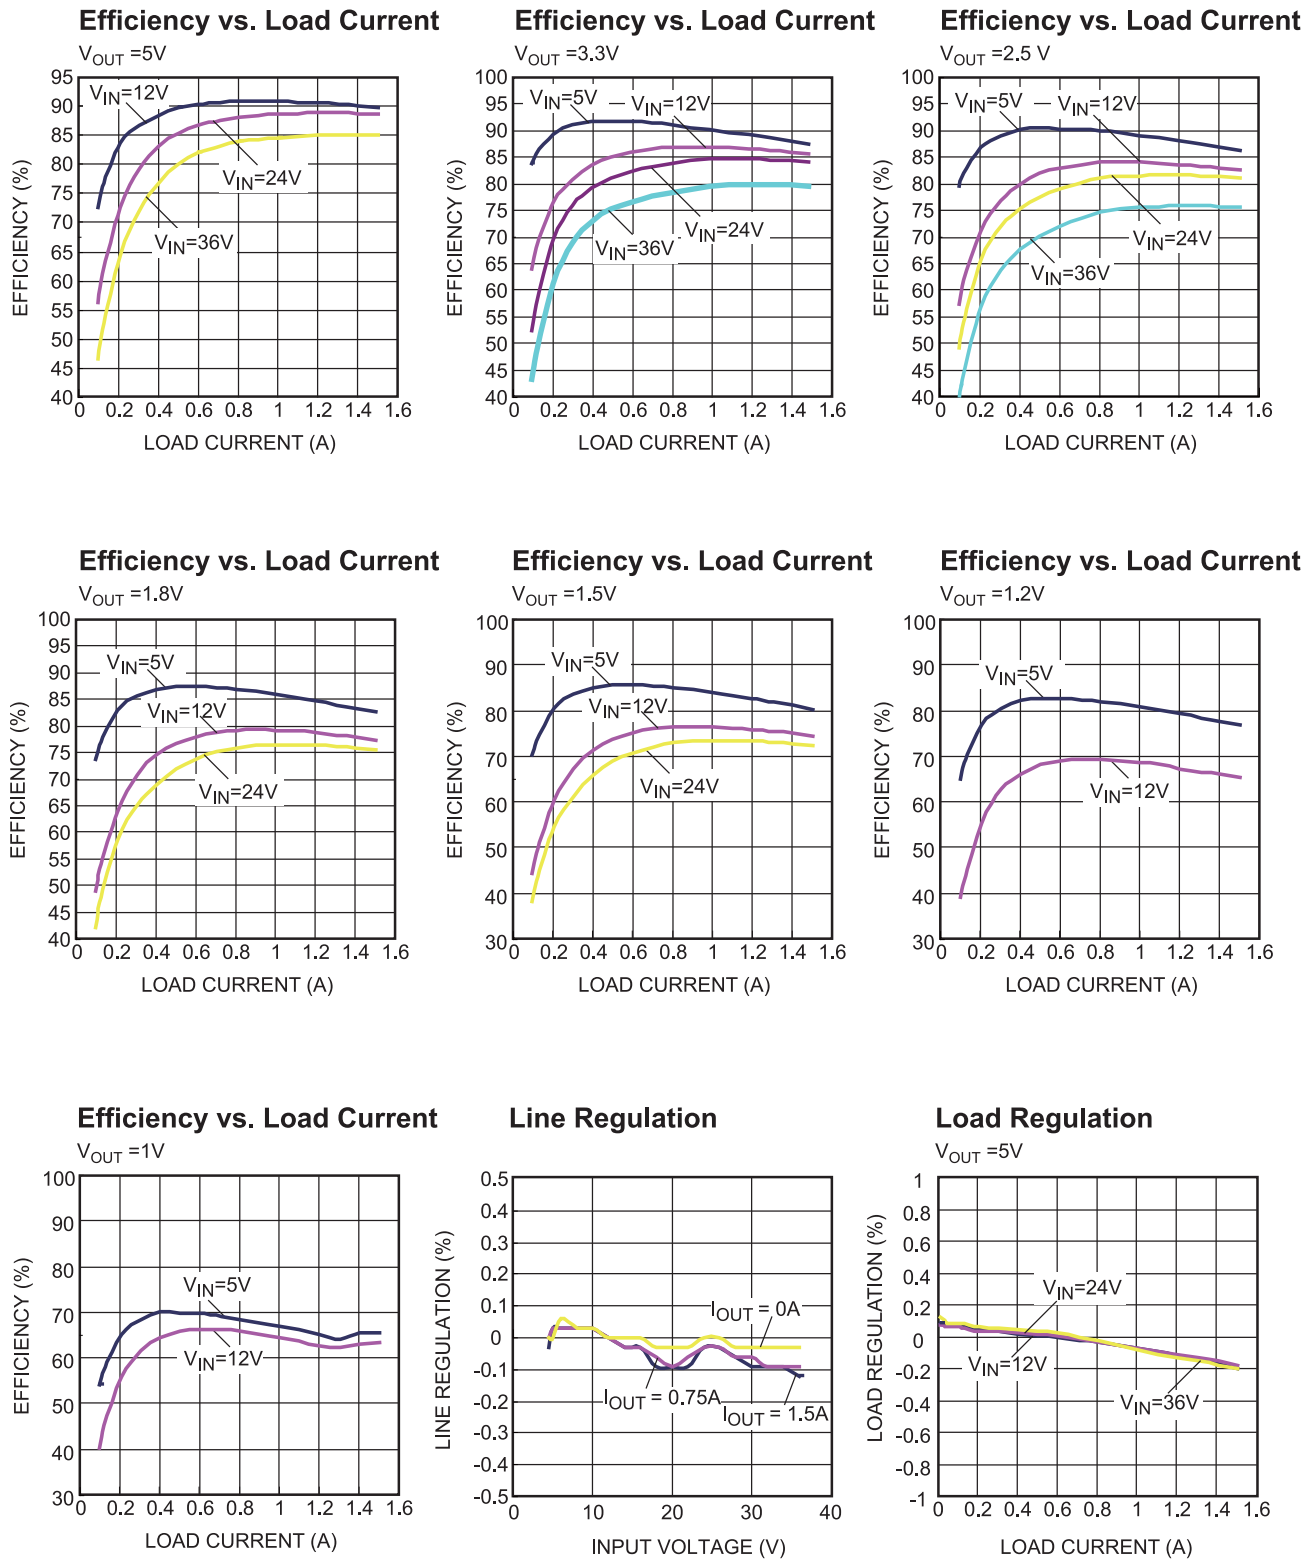 Efficiency vs. Load Current
VOUT =5V
EFFICIENCY (%)
95
90
85
80
75
70
65
60
55
50
45
40
VIN=12V
VIN=24V
VIN=36V
0 0.2 0.4 0.6 0.8 1 1.2 1.4 1.6
LOAD CURRENT (A)
Efficiency vs. Load Current
VOUT =3.3V
EFFICIENCY (%)
100
95
90
85
80
75
70
65
60
55
50
45
40
VIN=5V
VIN=12V
VIN=24V
VIN=36V
0 0.2 0.4 0.6 0.8 1 1.2 1.4 1.6
LOAD CURRENT (A)
Efficiency vs. Load Current
VOUT =2.5 V
EFFICIENCY (%)
100
95
90
85
80
75
70
65
60
55
50
45
40
VIN=5V
VIN=12V
VIN=24V
VIN=36V
0 0.2 0.4 0.6 0.8 1 1.2 1.4 1.6
LOAD CURRENT (A)
Efficiency vs. Load Current
VOUT =1.8V
EFFICIENCY (%)
100
95
90
85
80
75
70
65
60
55
50
45
40
VIN=5V
VIN=12V
VIN=24V
0 0.2 0.4 0.6 0.8 1 1.2 1.4 1.6
LOAD CURRENT (A)
Efficiency vs. Load Current
VOUT =1.5V
EFFICIENCY (%)
100
90
80
70
60
50
40
30
VIN=5V
VIN=12V
VIN=24V
0 0.2 0.4 0.6 0.8 1 1.2 1.4 1.6
LOAD CURRENT (A)
Efficiency vs. Load Current
VOUT =1.2V
EFFICIENCY (%)
100
90
80
70
60
50
40
30
VIN=5V
VIN=12V
0 0.2 0.4 0.6 0.8 1 1.2 1.4 1.6
LOAD CURRENT (A)
Efficiency vs. Load Current
VOUT =1V
EFFICIENCY (%)
100
90
80
70
60
50
40
30
VIN=5V
VIN=12V
0 0.2 0.4 0.6 0.8 1 1.2 1.4 1.6
LOAD CURRENT (A)
Line Regulation
LINE REGULATION (%)
0.5
0.4
0.3
0.2
0.1
0
-0.1
-0.2
-0.3
-0.4
-0.5
IOUT = 0A
IOUT = 0.75A
IOUT = 1.5A
0 10 20 30 40
INPUT VOLTAGE (V)
Load Regulation
VOUT =5V
LOAD REGULATION (%)
1
0.8
0.6
0.4
0.2
0
-0.2
-0.4
-0.6
-0.8
-1
VIN=24V
VIN=12V
VIN=36V
0 0.2 0.4 0.6 0.8 1 1.2 1.4 1.6
LOAD CURRENT (A)